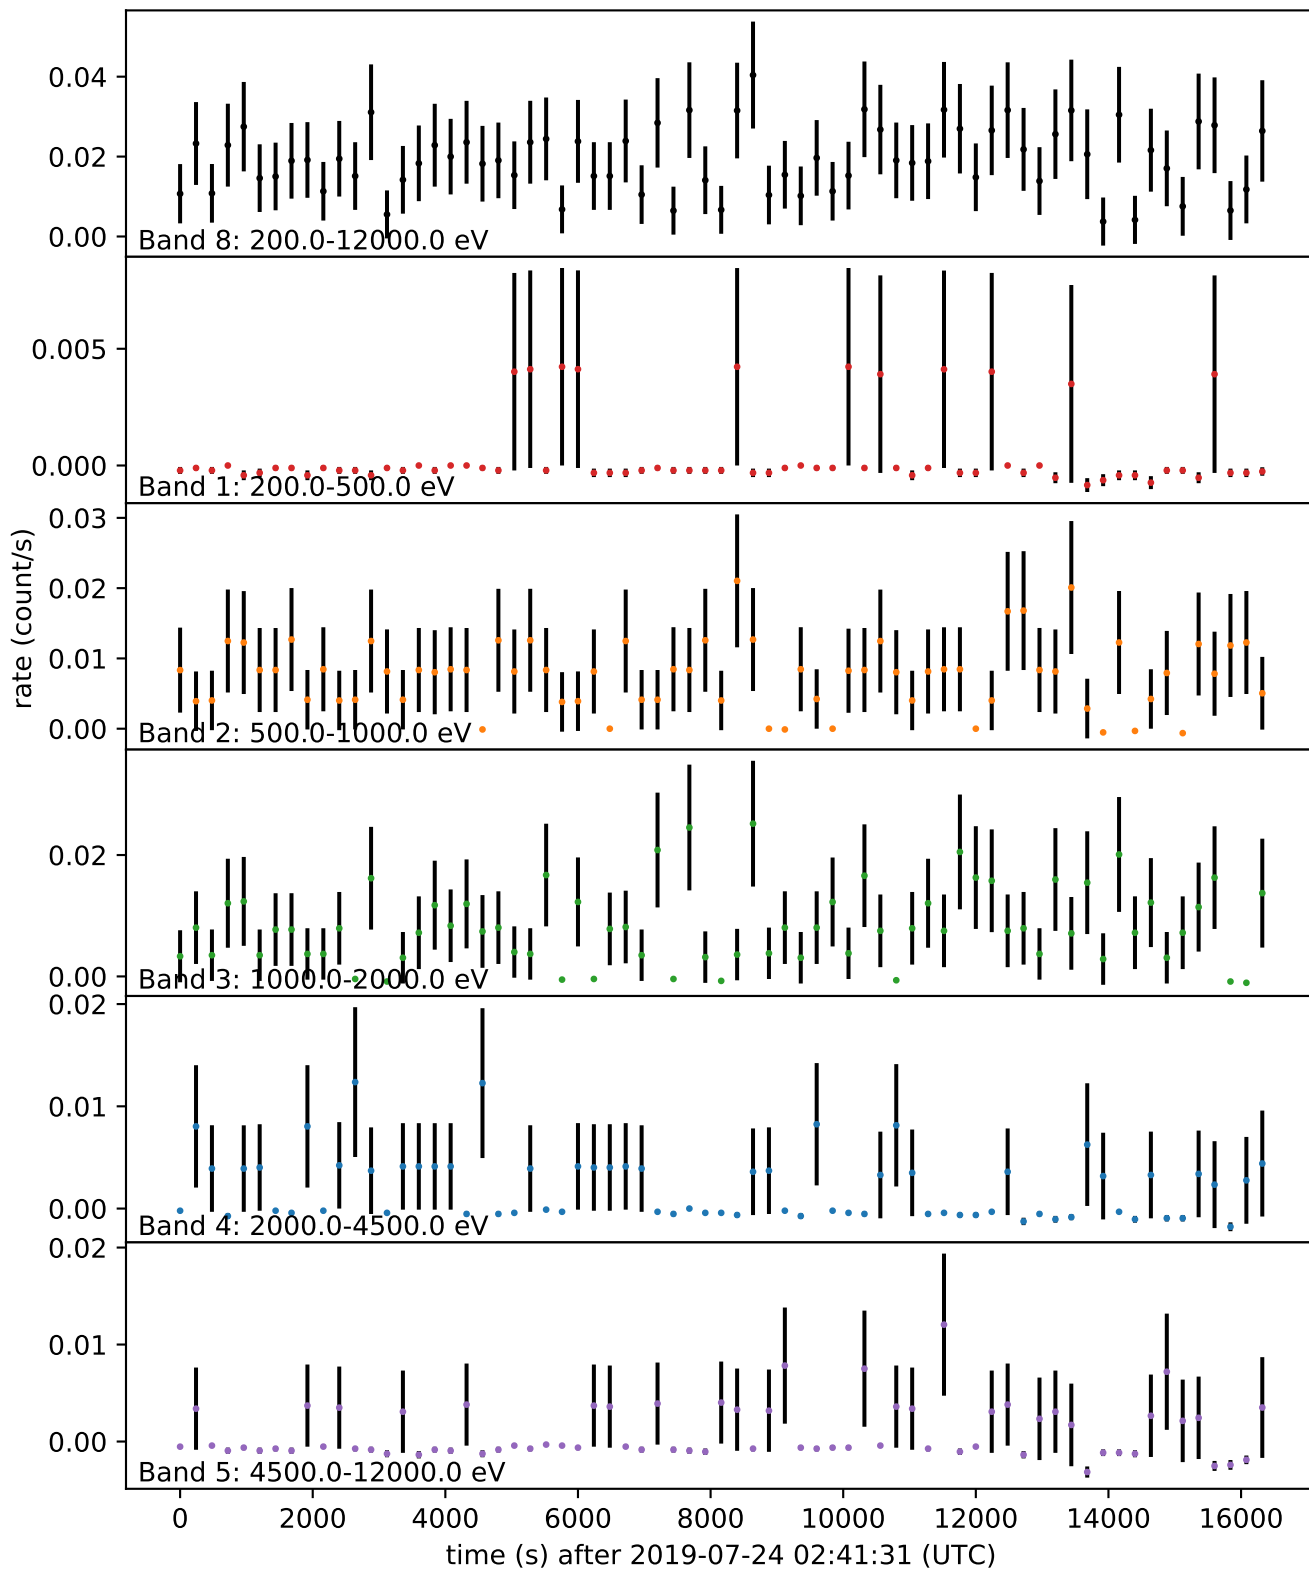 0.04
0.02
0.00
Band 8: 200.0-12000.0 eV
0.005
0.000
Band 1: 200.0-500.0 eV
0.03
0.02
0.01
0.00
Band 2: 500.0-1000.0 eV
rate (count/s)
0.02
0.00
Band 3: 1000.0-2000.0 eV
0.02
0.01
0.00
Band 4: 2000.0-4500.0 eV
0.02
0.01
0.00
Band 5: 4500.0-12000.0 eV
0 2000 4000 6000 8000 10000 12000 14000 16000
time (s) after 2019-07-24 02:41:31 (UTC)